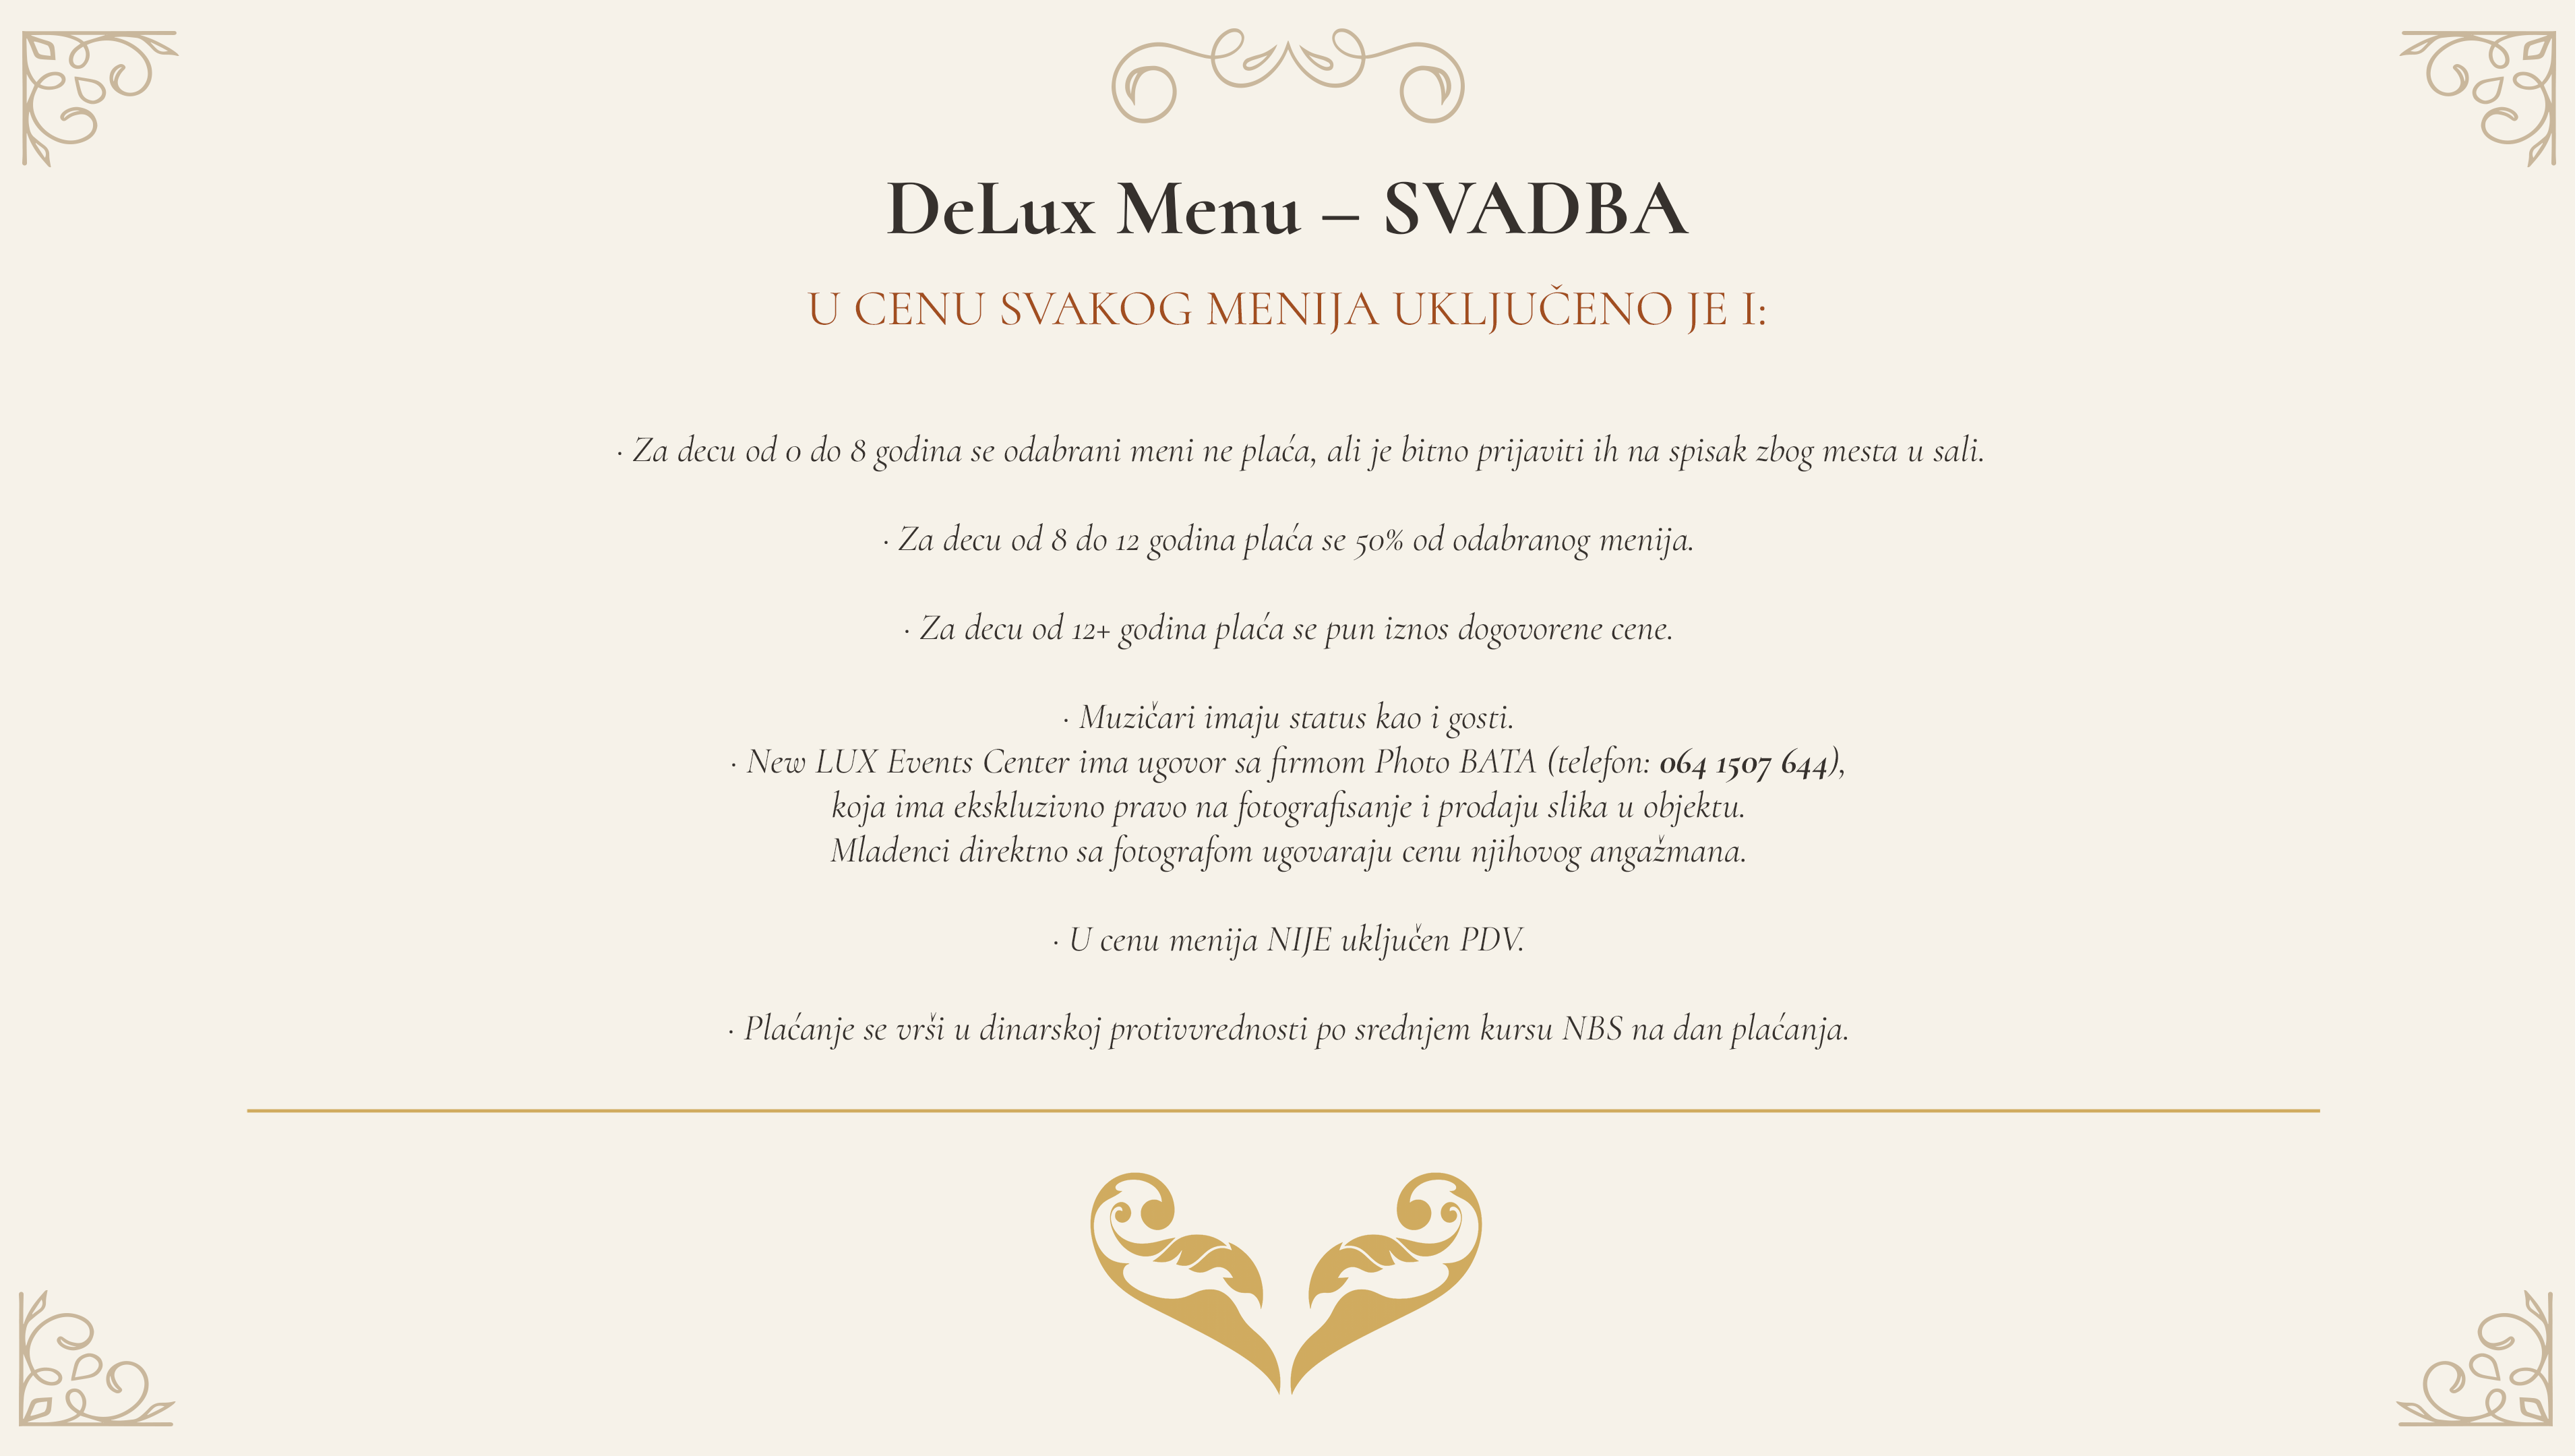 DeLux Menu – SVADBA
U CENU SVAKOG MENIJA UKLJUČENO JE I:
· Za decu od 0 do 8 godina se odabrani meni ne plaća, ali je bitno prijaviti ih na spisak zbog mesta u sali.
· Za decu od 8 do 12 godina plaća se 50% od odabranog menija.
· Za decu od 12+ godina plaća se pun iznos dogovorene cene.
· Muzičari imaju status kao i gosti.
· New LUX Events Center ima ugovor sa firmom Photo BATA (telefon: 064 1507 644),
koja ima ekskluzivno pravo na fotografisanje i prodaju slika u objektu.
Mladenci direktno sa fotografom ugovaraju cenu njihovog angažmana.
· U cenu menija NIJE uključen PDV.
· Plaćanje se vrši u dinarskoj protivvrednosti po srednjem kursu NBS na dan plaćanja.